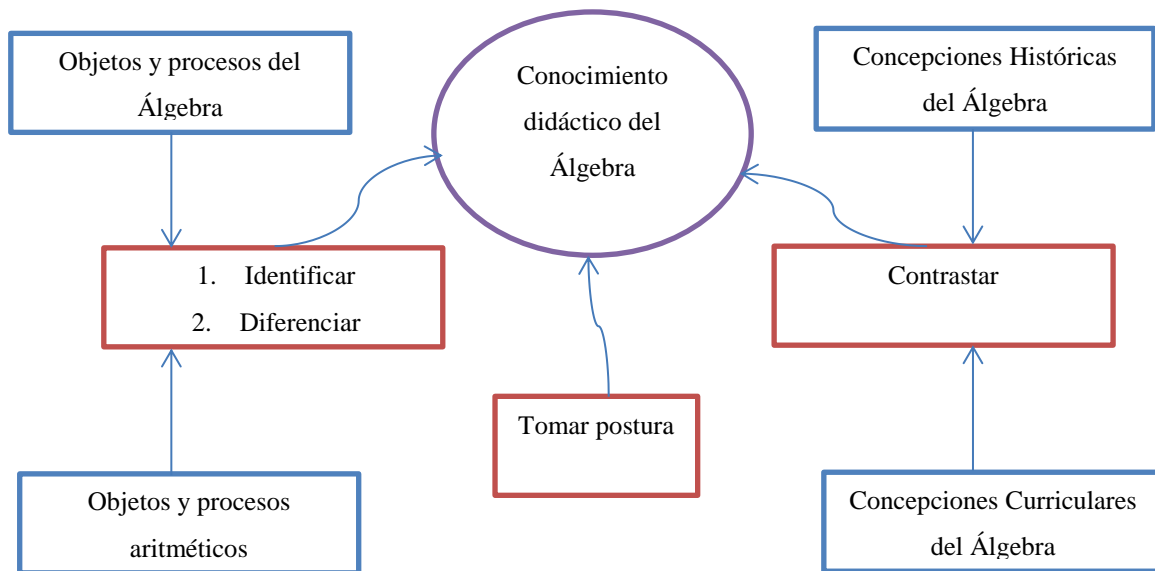 Objetos y procesos del
Álgebra
Conocimiento
didáctico del
Álgebra
Concepciones Históricas
del Álgebra
1. Identificar
2. Diferenciar
Contrastar
Tomar postura
Objetos y procesos
aritméticos
Concepciones Curriculares
del Álgebra